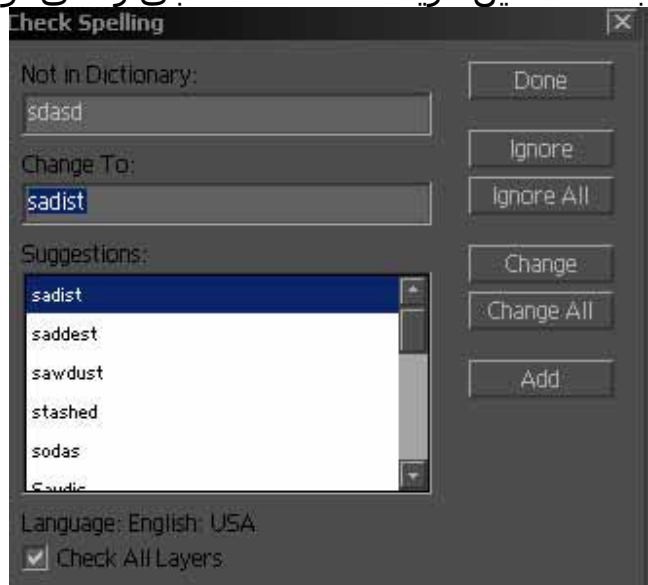 Check Spelling
Not in Dictionary:
sdasd
Change To:
sadist
Suggestions:
sadist
saddest
sawdust
stashed
sodas
Language: English: USA
Check All Layers
Done
Ignore
Ignore All
Change
Change All
Add